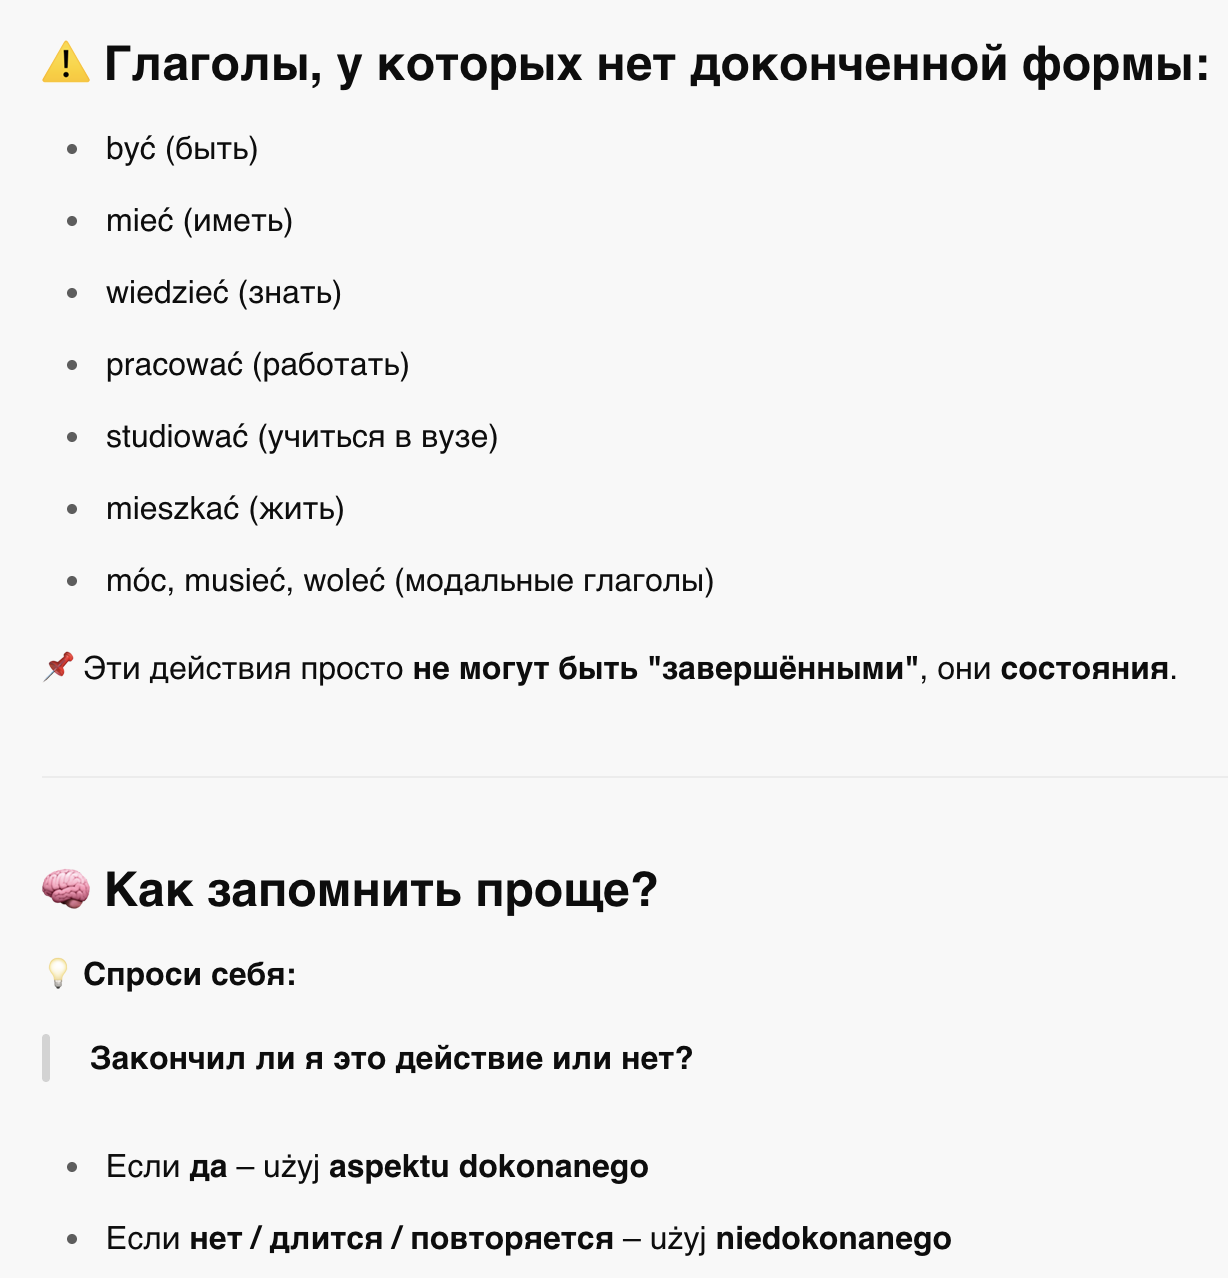 ⚠️ Глаголы, у которых нет доконченной формы:
• być (быть)
• mieć (иметь)
• wiedzieć (знать)
• pracować (работать)
• studiować (учиться в вузе)
• mieszkać (жить)
• móc, musieć, woleć (модальные глаголы)
📌 Эти действия просто не могут быть "завершёнными", они состояния.
🧠 Как запомнить проще?
💡 Спроси себя:
Закончил ли я это действие или нет?
• Если да – użyj aspektu dokonanego
• Если нет / длится / повторяется – użyj niedokonanego